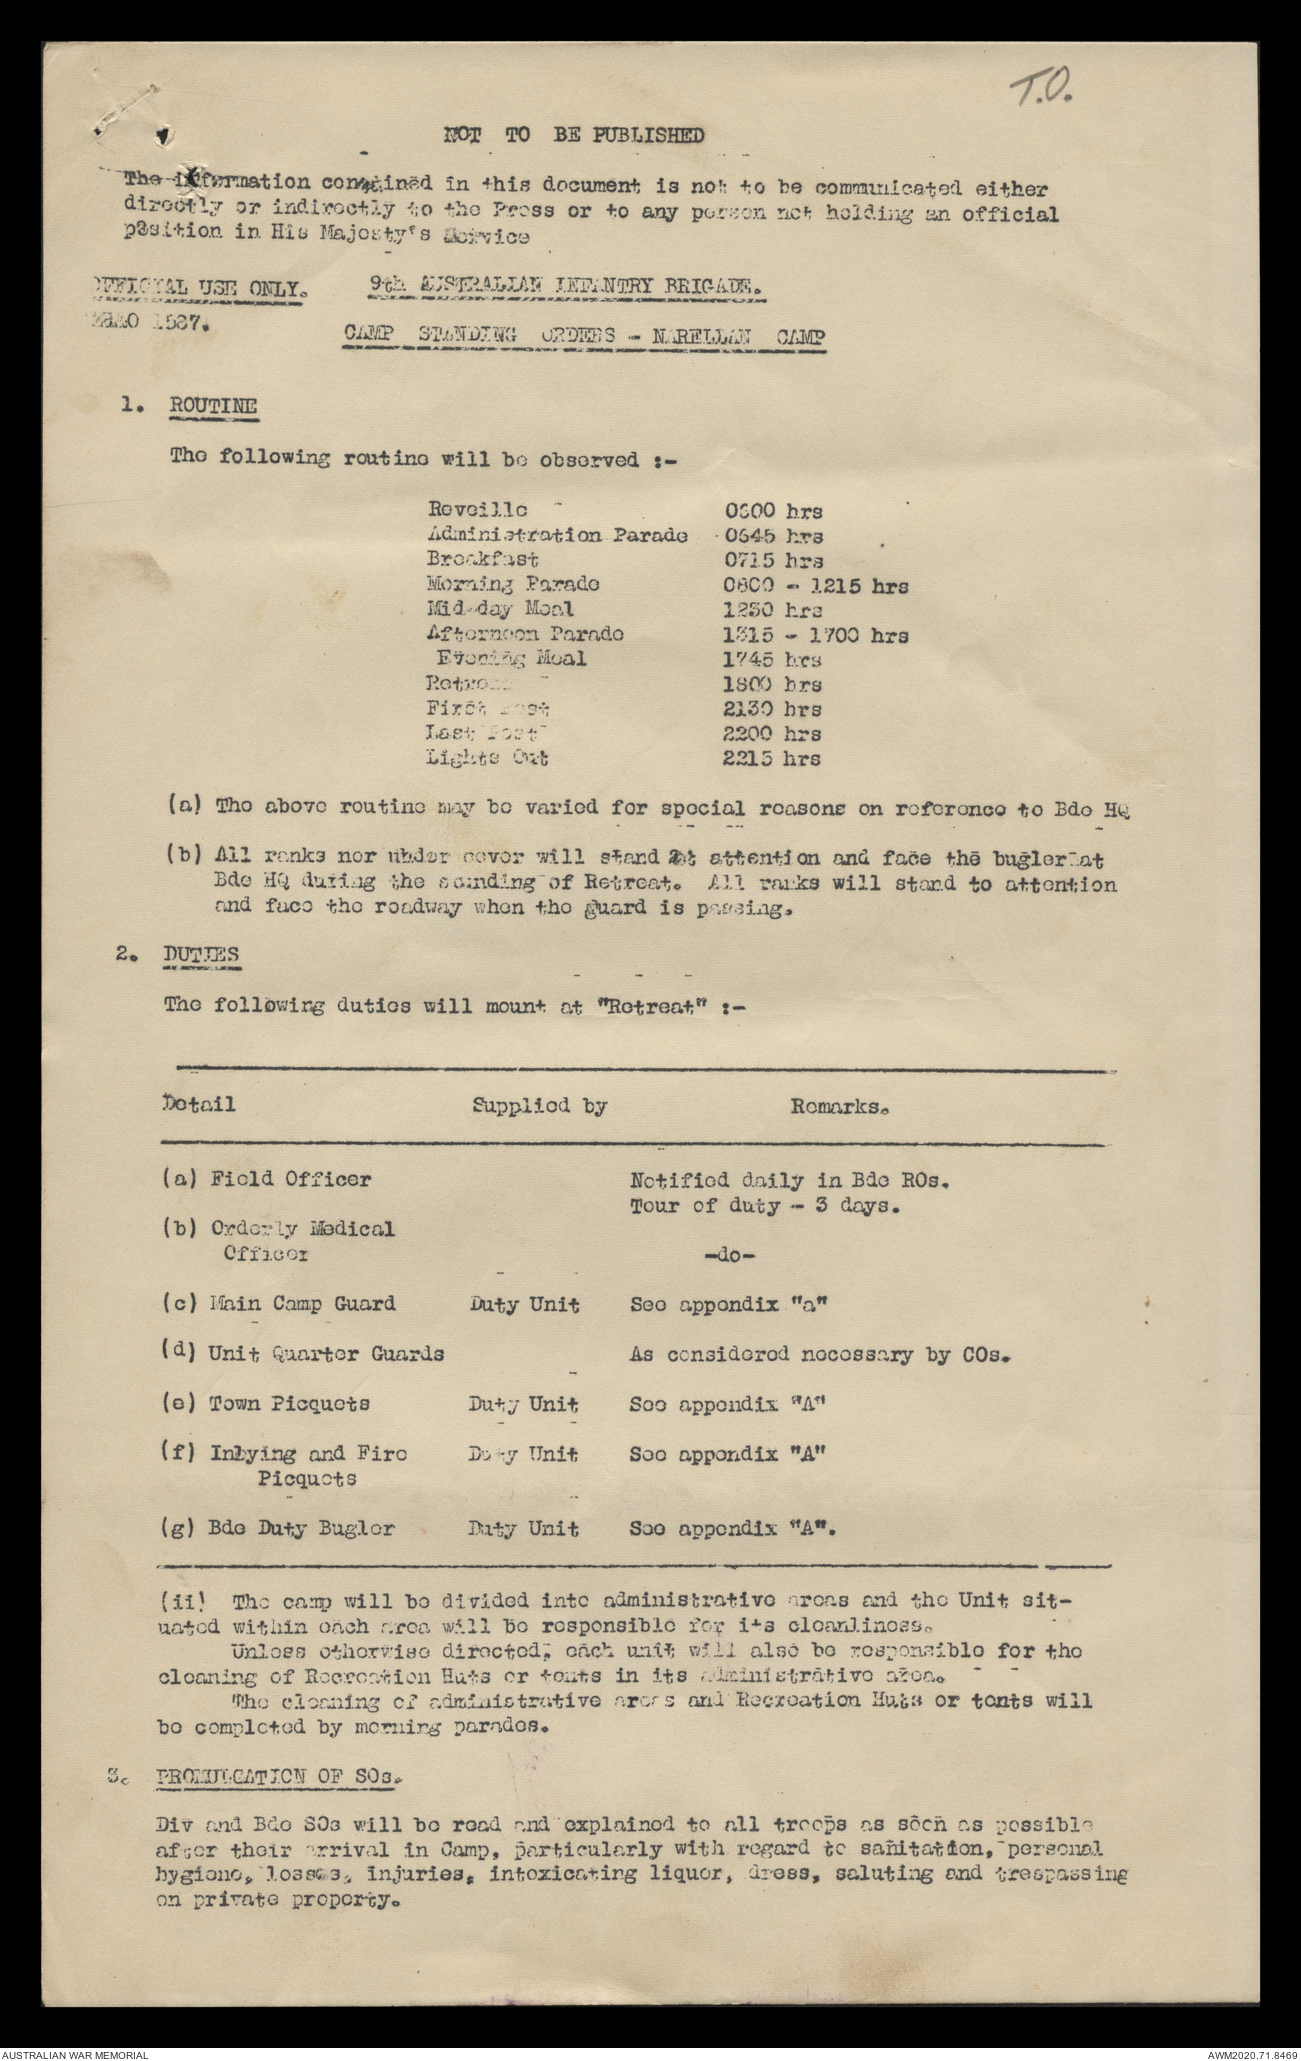 T.O.
NOT TO BE PUBLISHED
The information contained in this document is not to be communicated either
directly or indirectly to the Press or to any person not holding an official
position in His Majesty's Service
OFFICIAL USE ONLY. 9th AUSTRALIAN INFANTRY BRIGADE.
1587.
CAMP STANDING ORDERS - NARELLAN CAMP
1. ROUTINE
The following routine will be observed :-
Reveille 0600 hrs
Administration Parade 0645 hrs
Breakfast 0715 hrs
Morning Parade 0800 - 1215 hrs
Mid-day Meal 1230 hrs
Afternoon Parade 1315 - 1700 hrs
Evening Meal 1745 hrs
Retreat 1800 hrs
First Post 2130 hrs
Last Post 2200 hrs
Lights Out 2215 hrs
(a) The above routine may be varied for special reasons on reference to Bde HQ
(b) All ranks nor under cover will stand at attention and face the bugler at
Bde HQ during the sounding of Retreat. All ranks will stand to attention
and face the roadway when the guard is passing.
2. DUTIES
The following duties will mount at "Retreat" :-
Detail Supplied by Remarks.
(a) Field Officer Notified daily in Bde ROs.
Tour of duty - 3 days.
(b) Orderly Medical
Officer -do-
(c) Main Camp Guard Duty Unit See appendix "a"
(d) Unit Quarter Guards As considered necessary by COs.
(e) Town Picquets Duty Unit See appendix "A"
(f) Inlying and Fire Duty Unit See appendix "A"
Picquets
(g) Bde Duty Bugler Duty Unit See appendix "A".
(ii) The camp will be divided into administrative areas and the Unit sit-
uated within each area will be responsible for its cleanliness.
Unless otherwise directed, each unit will also be responsible for the
cleaning of Recreation Huts or tents in its administrative area.
The cleaning of administrative areas and Recreation Huts or tents will
be completed by morning parades.
3. PROMULGATION OF SOs.
Div and Bde SOs will be read and explained to all troops as soon as possible
after their arrival in Camp, particularly with regard to sanitation, personal
hygiene, losses, injuries, intoxicating liquor, dress, saluting and trespassing
on private property.
AUSTRALIAN WAR MEMORIAL AWM2020.71.8469